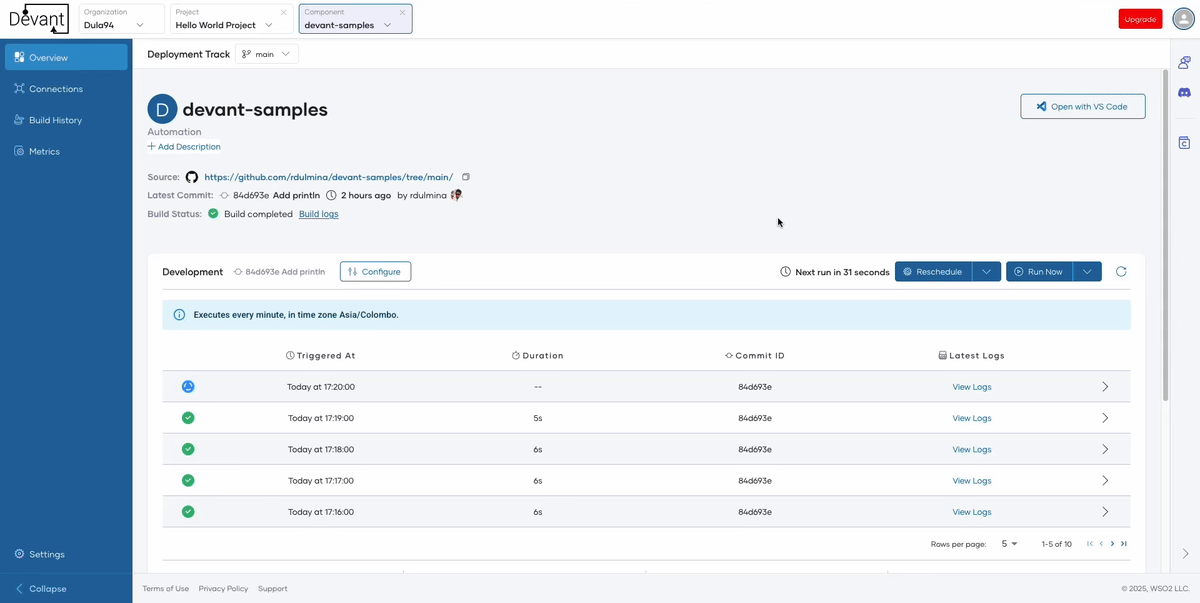 Devant
Organization
Dula94
Project
Hello World Project
Component
devant-samples
Upgrade
Overview
Connections
Build History
Metrics
Settings
Collapse
Deployment Track
main
D devant-samples
Automation
+ Add Description
Open with VS Code
Source: https://github.com/rdulmina/devant-samples/tree/main/
Latest Commit: 84d693e Add println 2 hours ago by rdulmina
Build Status: Build completed Build logs
Development 84d693e Add println Configure Next run in 31 seconds Reschedule Run Now
Executes every minute, in time zone Asia/Colombo.
Triggered At Duration Commit ID Latest Logs
Today at 17:20:00 -- 84d693e View Logs
Today at 17:19:00 5s 84d693e View Logs
Today at 17:18:00 6s 84d693e View Logs
Today at 17:17:00 6s 84d693e View Logs
Today at 17:16:00 6s 84d693e View Logs
Rows per page: 5 1-5 of 10
Terms of Use Privacy Policy Support © 2025, WSO2 LLC.